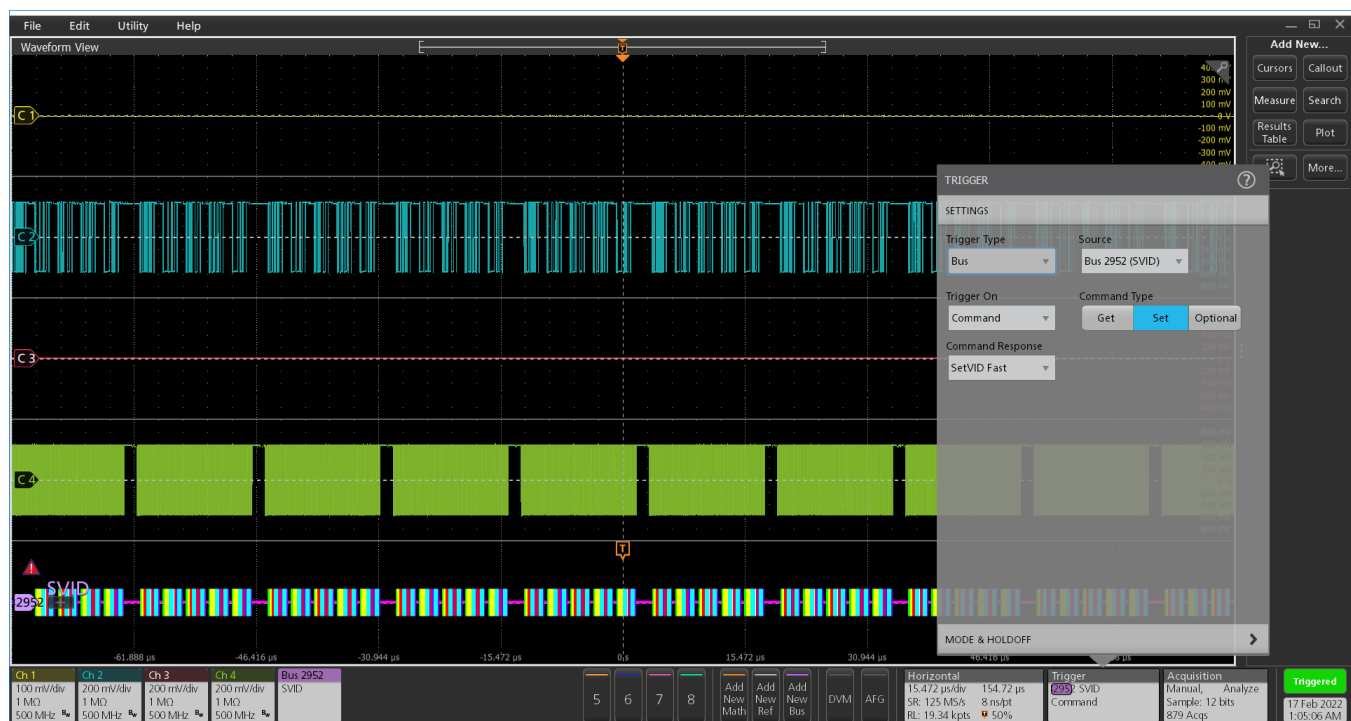 File Edit Utility Help
Waveform View
Add New...
Cursors Callout
Measure Search
Results Table Plot
More...
T
300 mV
200 mV
100 mV
0 V
-100 mV
-200 mV
-300 mV
-400 mV
C 1
C 2
C 3
C 4
T
SVID
2952
-61.888 µs -46.416 µs -30.944 µs -15.472 µs 0 s 15.472 µs 30.944 µs 46.416 µs
TRIGGER ?
SETTINGS
Trigger Type Source
Bus Bus 2952 (SVID)
Trigger On Command Type
Command Get Set Optional
Command Response
SetVID Fast
MODE & HOLDOFF
Ch 1
100 mV/div
1 MΩ
500 MHz Bw
Ch 2
200 mV/div
1 MΩ
500 MHz Bw
Ch 3
200 mV/div
1 MΩ
500 MHz Bw
Ch 4
200 mV/div
1 MΩ
500 MHz Bw
Bus 2952
SVID
5 6 7 8
Add New Math
Add New Ref
Add New Bus
DVM AFG
Horizontal
15.472 µs/div 154.72 µs
SR: 125 MS/s 8 ns/pt
RL: 19.34 kpts 50%
Trigger
2952 SVID
Command
Acquisition
Manual, Analyze
Sample: 12 bits
879 Acqs
Triggered
17 Feb 2022
1:05:06 AM